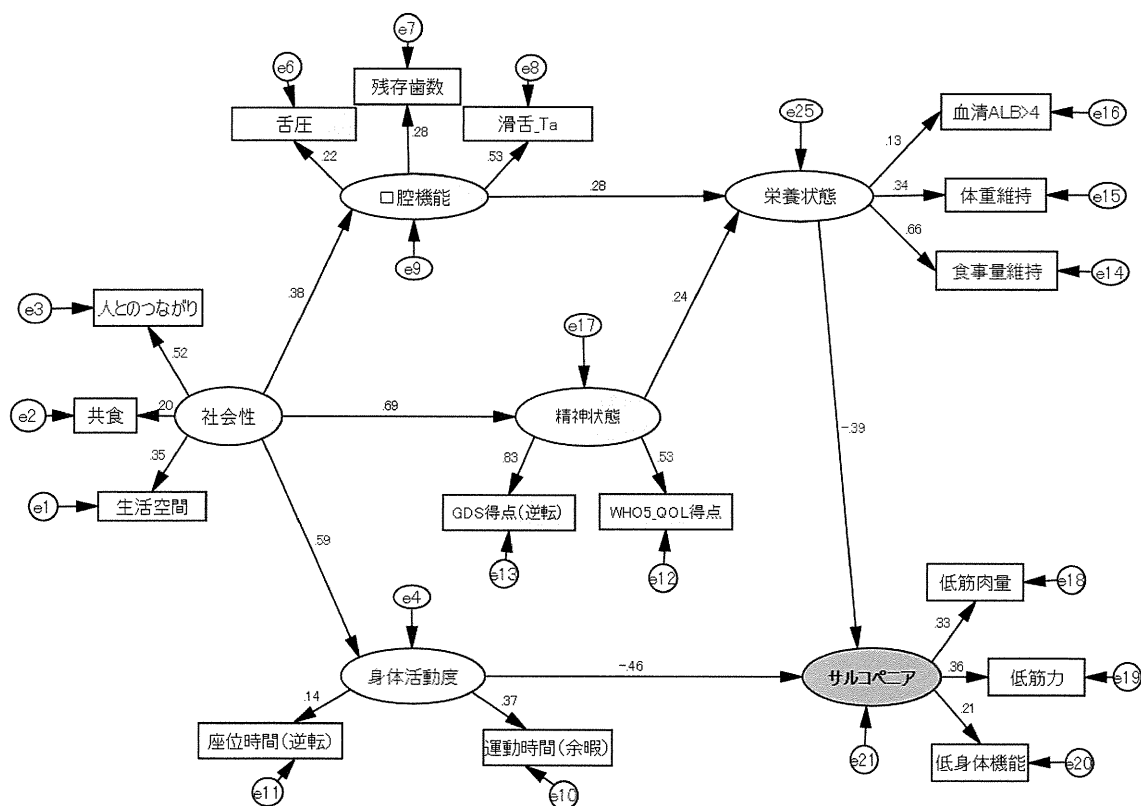 e7
e6
残存歯数
e8
舌圧
滑舌_Ta
.22
.28
.53
口腔機能
e9
e25
血清ALB>4
e16
.13
.28
栄養状態
.34
体重維持
e15
.66
食事量維持
e14
.38
e3
人とのつながり
.52
e2
共食
.20
社会性
.35
e1
生活空間
.69
e17
.24
精神状態
.83
.53
GDS得点(逆転)
WHO5_QOL得点
e13
e12
-.39
.59
e4
身体活動度
-.46
.14
.37
座位時間(逆転)
運動時間(余暇)
e11
e10
サルコペニア
e21
低筋肉量
e18
.33
.36
低筋力
e19
.21
低身体機能
e20